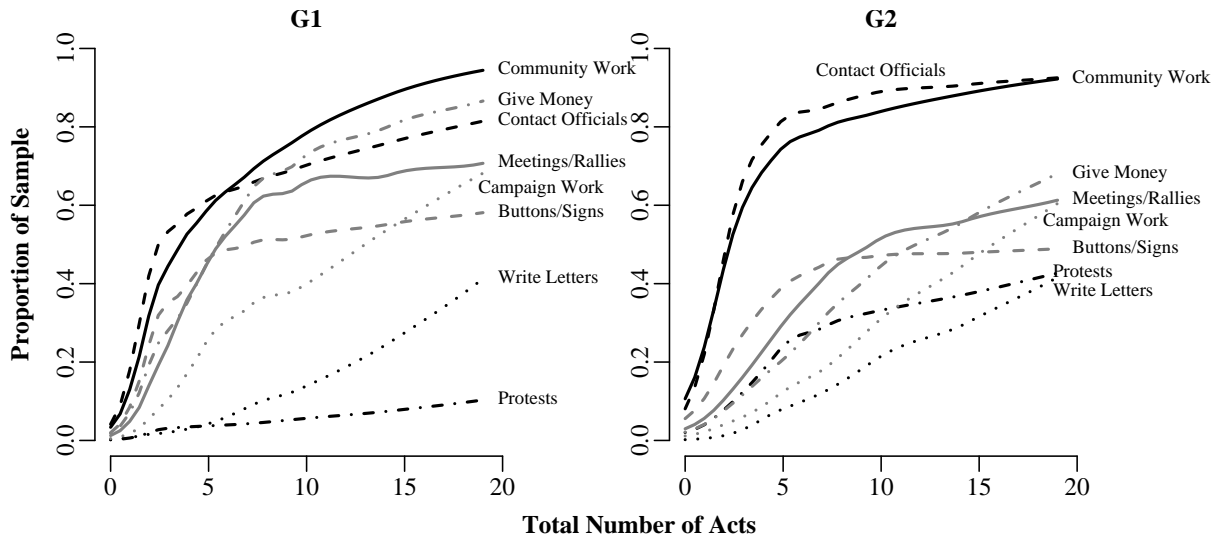 G1
G2
Proportion of Sample
1.0
0.8
0.6
0.4
0.2
0.0
0
5
10
15
20
Community Work
Give Money
Contact Officials
Meetings/Rallies
Campaign Work
Buttons/Signs
Write Letters
Protests
1.0
0.8
0.6
0.4
0.2
0.0
0
5
10
15
20
Contact Officials
Community Work
Give Money
Meetings/Rallies
Campaign Work
Buttons/Signs
Protests
Write Letters
Total Number of Acts